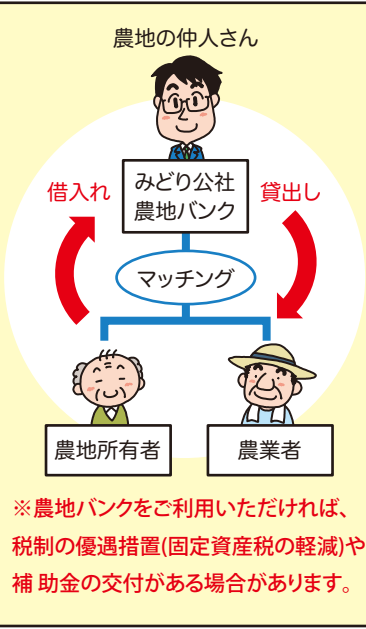 農地の仲人さん
借入れ
みどり公社
農地バンク
貸出し
マッチング
農地所有者
農業者
※農地バンクをご利用いただければ、
税制の優遇措置(固定資産税の軽減)や
補 助金の交付がある場合があります。